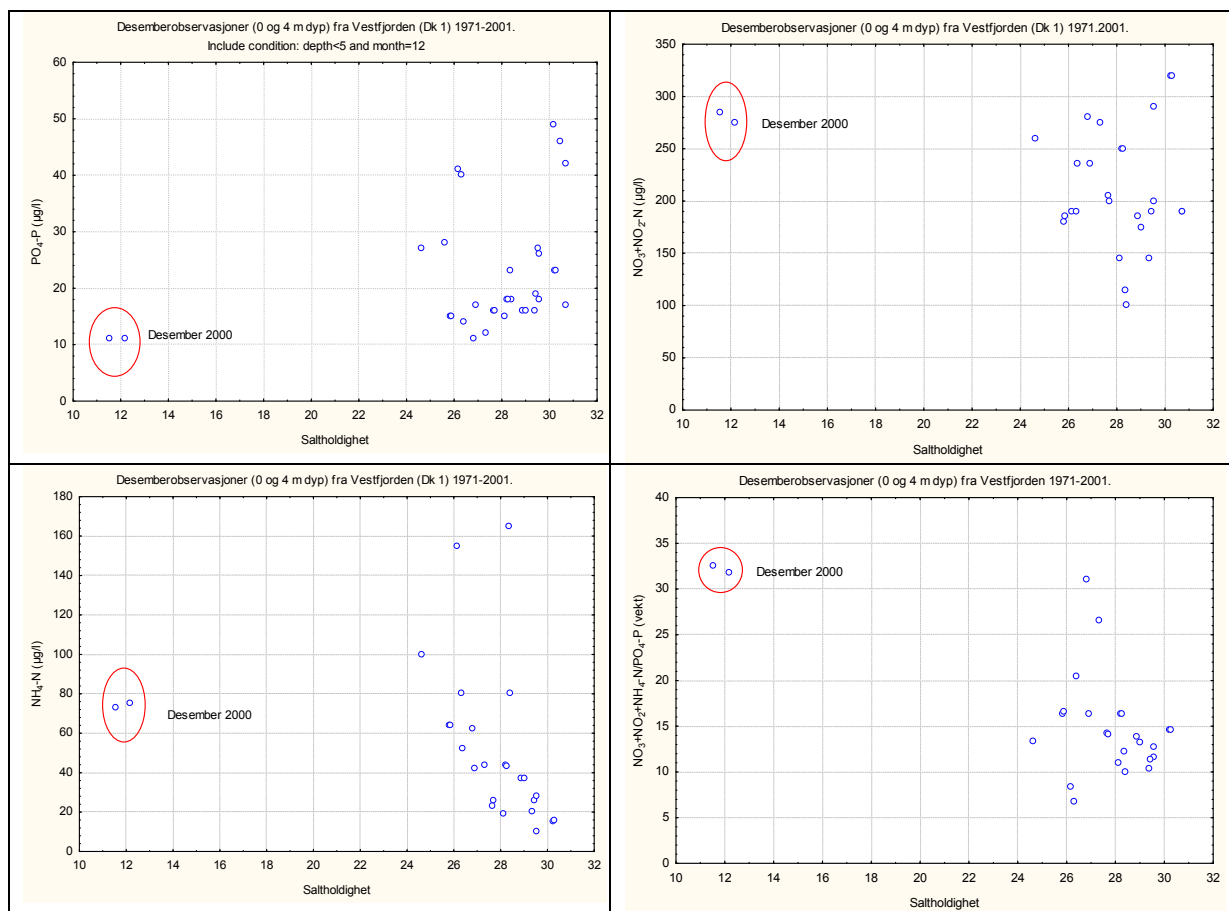 Desemberobservasjoner (0 og 4 m dyp) fra Vestfjorden (Dk 1) 1971-2001.
Include condition: depth<5 and month=12
60
50
40
30
20
10
0
PO4-P (µg/l)
Desember 2000
10 12 14 16 18 20 22 24 26 28 30 32
Saltholdighet
Desemberobservasjoner (0 og 4 m dyp) fra Vestfjorden (Dk 1) 1971.2001.
350
300
250
200
150
100
50
0
NO3+NO2-N (µg/l)
Desember 2000
10 12 14 16 18 20 22 24 26 28 30 32
Saltholdighet
Desemberobservasjoner (0 og 4 m dyp) fra Vestfjorden (Dk 1) 1971-2001.
180
160
140
120
100
80
60
40
20
0
NH4-N (µg/l)
Desember 2000
10 12 14 16 18 20 22 24 26 28 30 32
Saltholdighet
Desemberobservasjoner (0 og 4 m dyp) fra Vestfjorden 1971-2001.
40
35
30
25
20
15
10
5
0
NO3+NO2+NH4-N/PO4-P (vekt)
Desember 2000
10 12 14 16 18 20 22 24 26 28 30 32
Saltholdighet